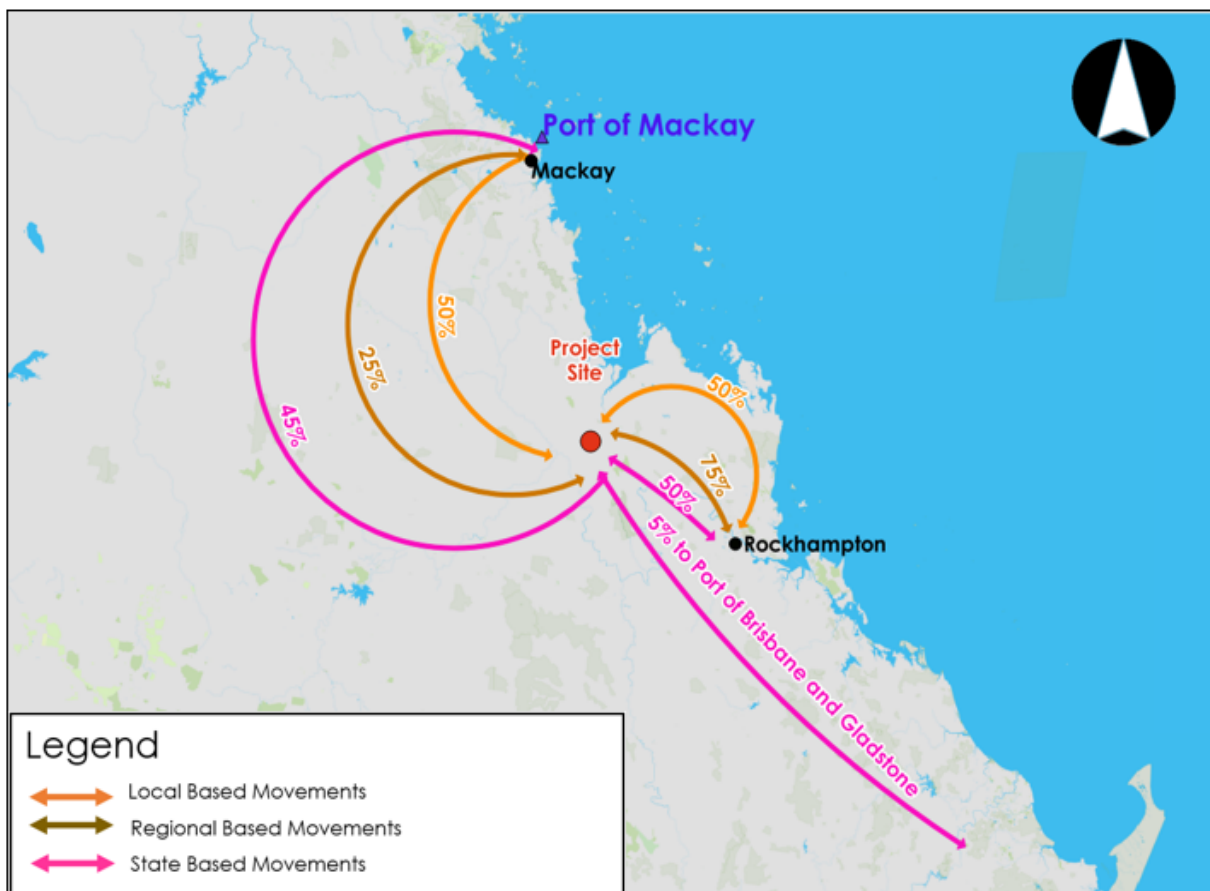 Port of Mackay
Mackay
50%
25%
45%
Project
Site
50%
75%
50%
Rockhampton
5% to Port of Brisbane and Gladstone
Legend
Local Based Movements
Regional Based Movements
State Based Movements